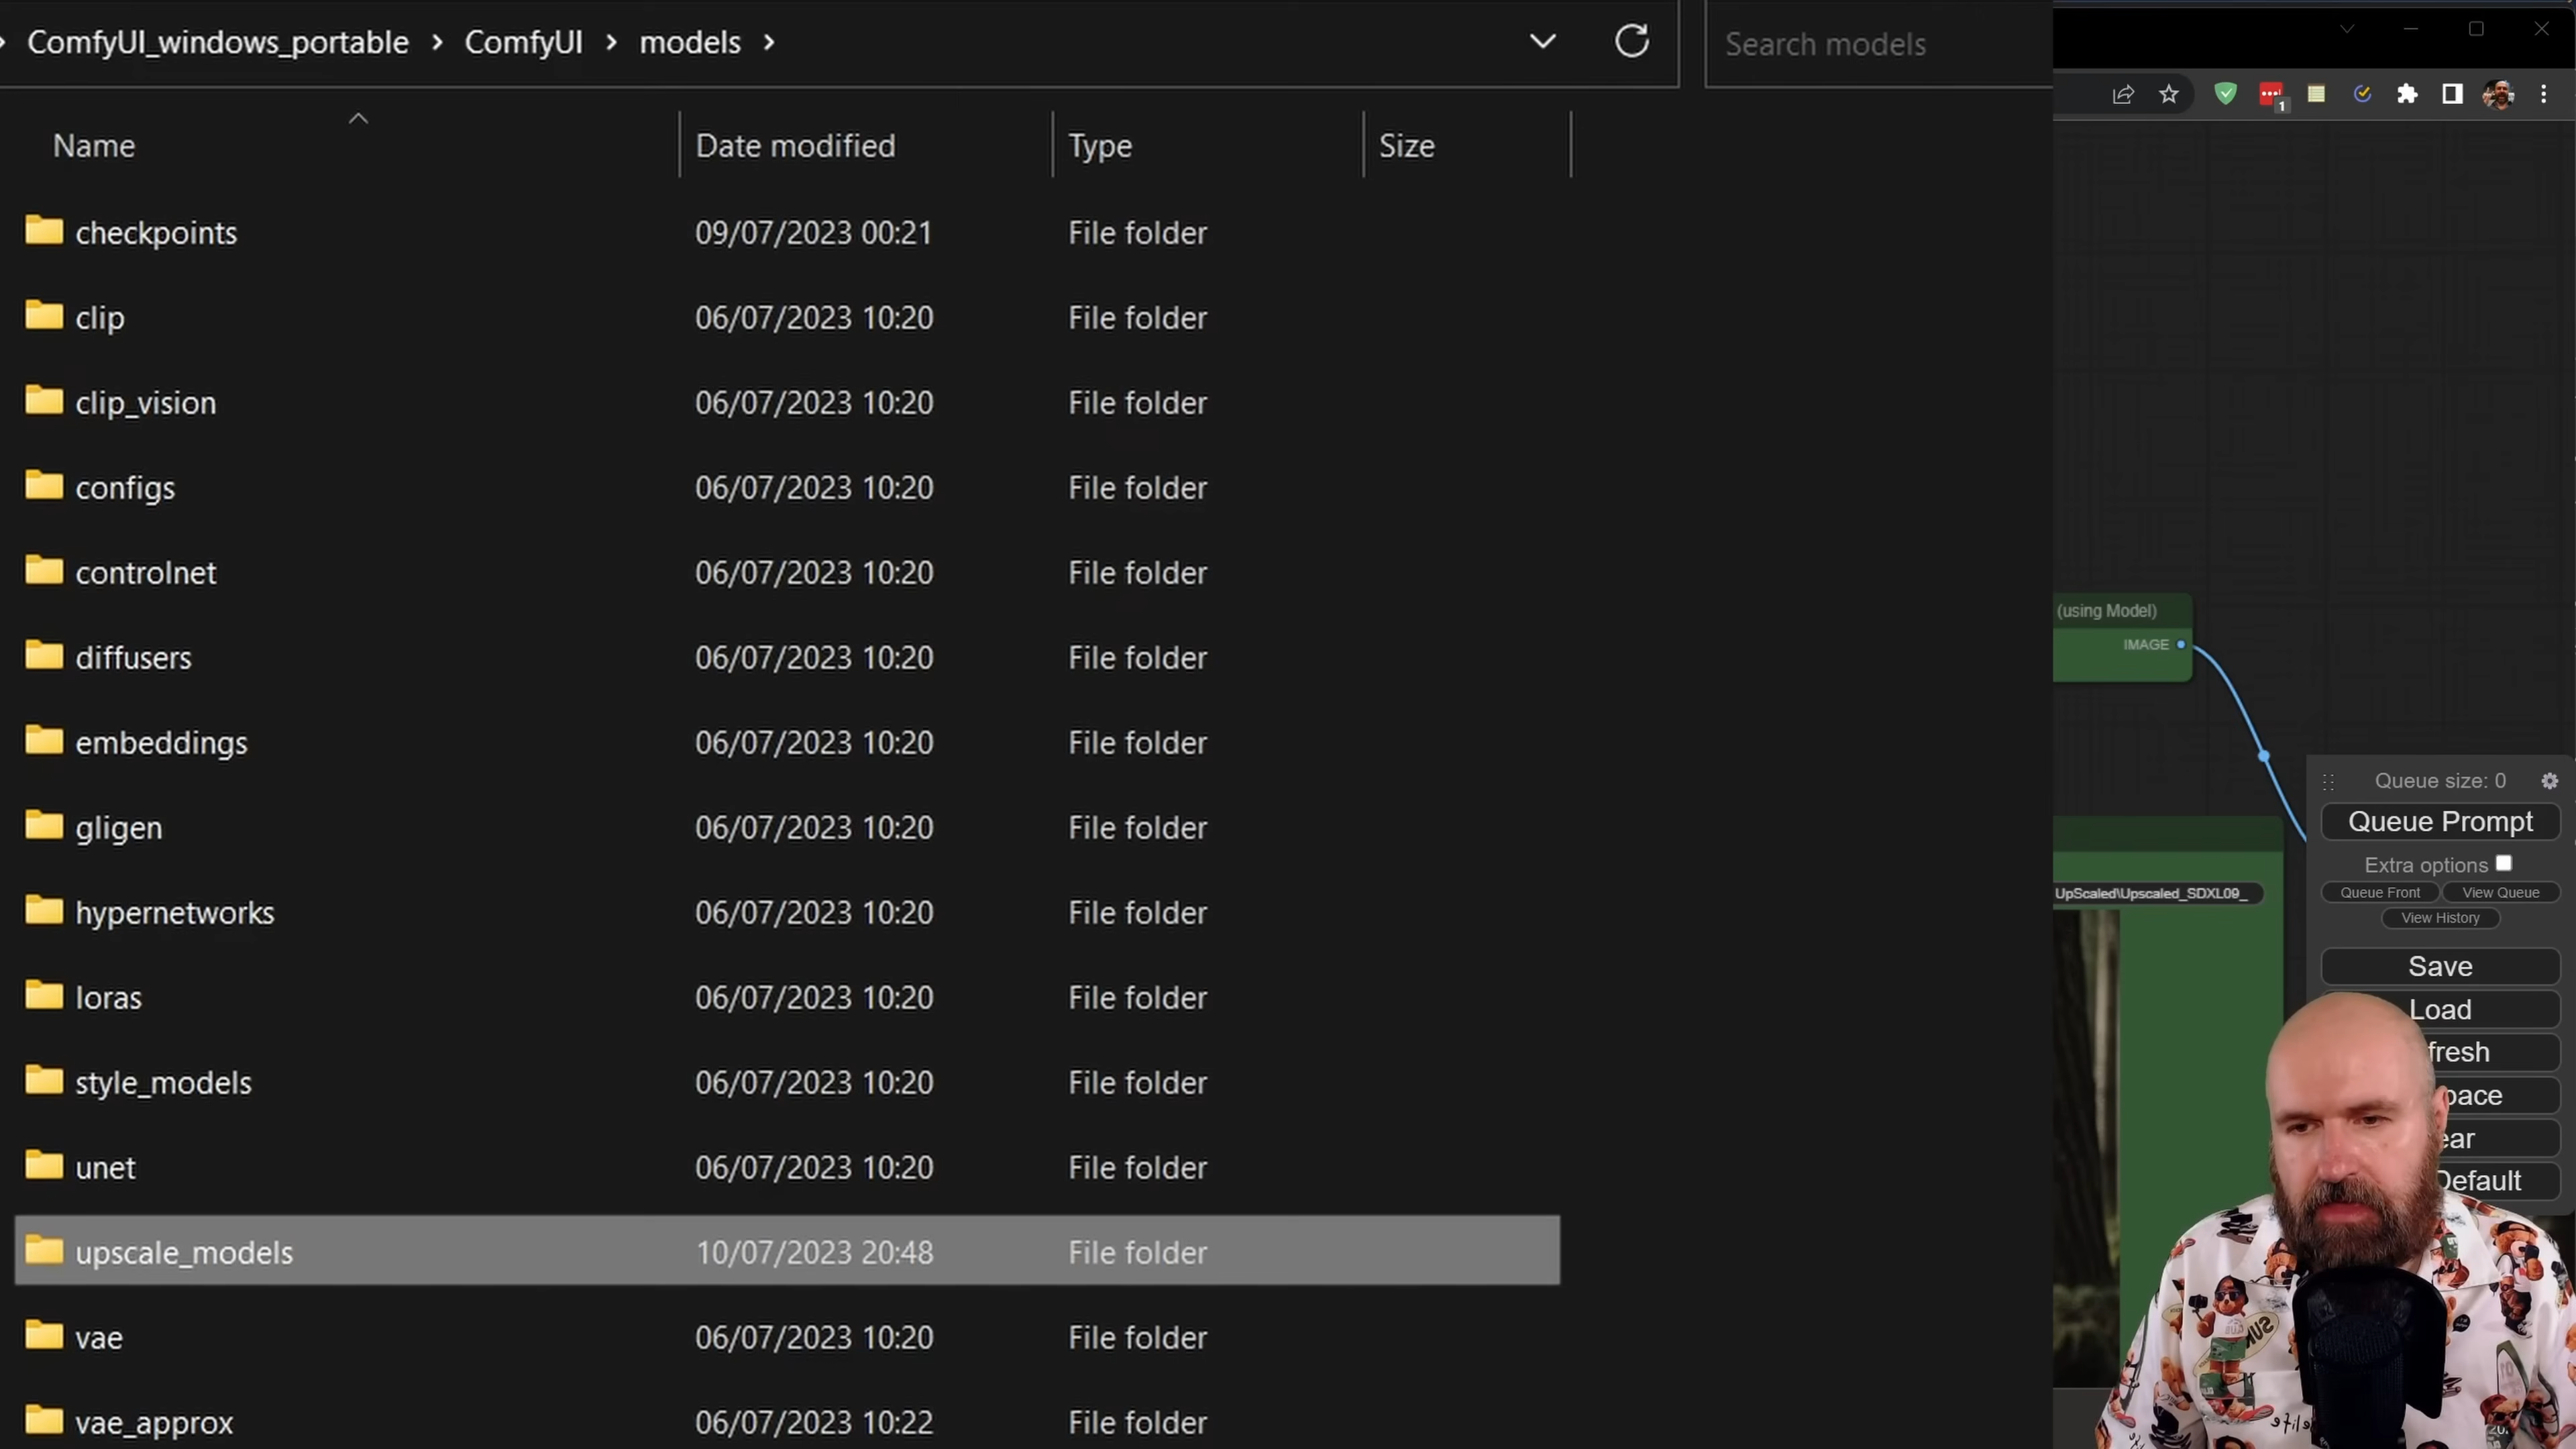 ComfyUI_windows_portable > ComfyUI > models >
Search models
Name Date modified Type Size
checkpoints 09/07/2023 00:21 File folder
clip 06/07/2023 10:20 File folder
clip_vision 06/07/2023 10:20 File folder
configs 06/07/2023 10:20 File folder
controlnet 06/07/2023 10:20 File folder
diffusers 06/07/2023 10:20 File folder
embeddings 06/07/2023 10:20 File folder
gligen 06/07/2023 10:20 File folder
hypernetworks 06/07/2023 10:20 File folder
loras 06/07/2023 10:20 File folder
style_models 06/07/2023 10:20 File folder
unet 06/07/2023 10:20 File folder
upscale_models 10/07/2023 20:48 File folder
vae 06/07/2023 10:20 File folder
vae_approx 06/07/2023 10:22 File folder
1
(using Model)
IMAGE
UpScaled\Upscaled_SDXL09_
Queue size: 0
Queue Prompt
Extra options
Queue Front View Queue
View History
Save
Load
fresh
pace
ear
Default